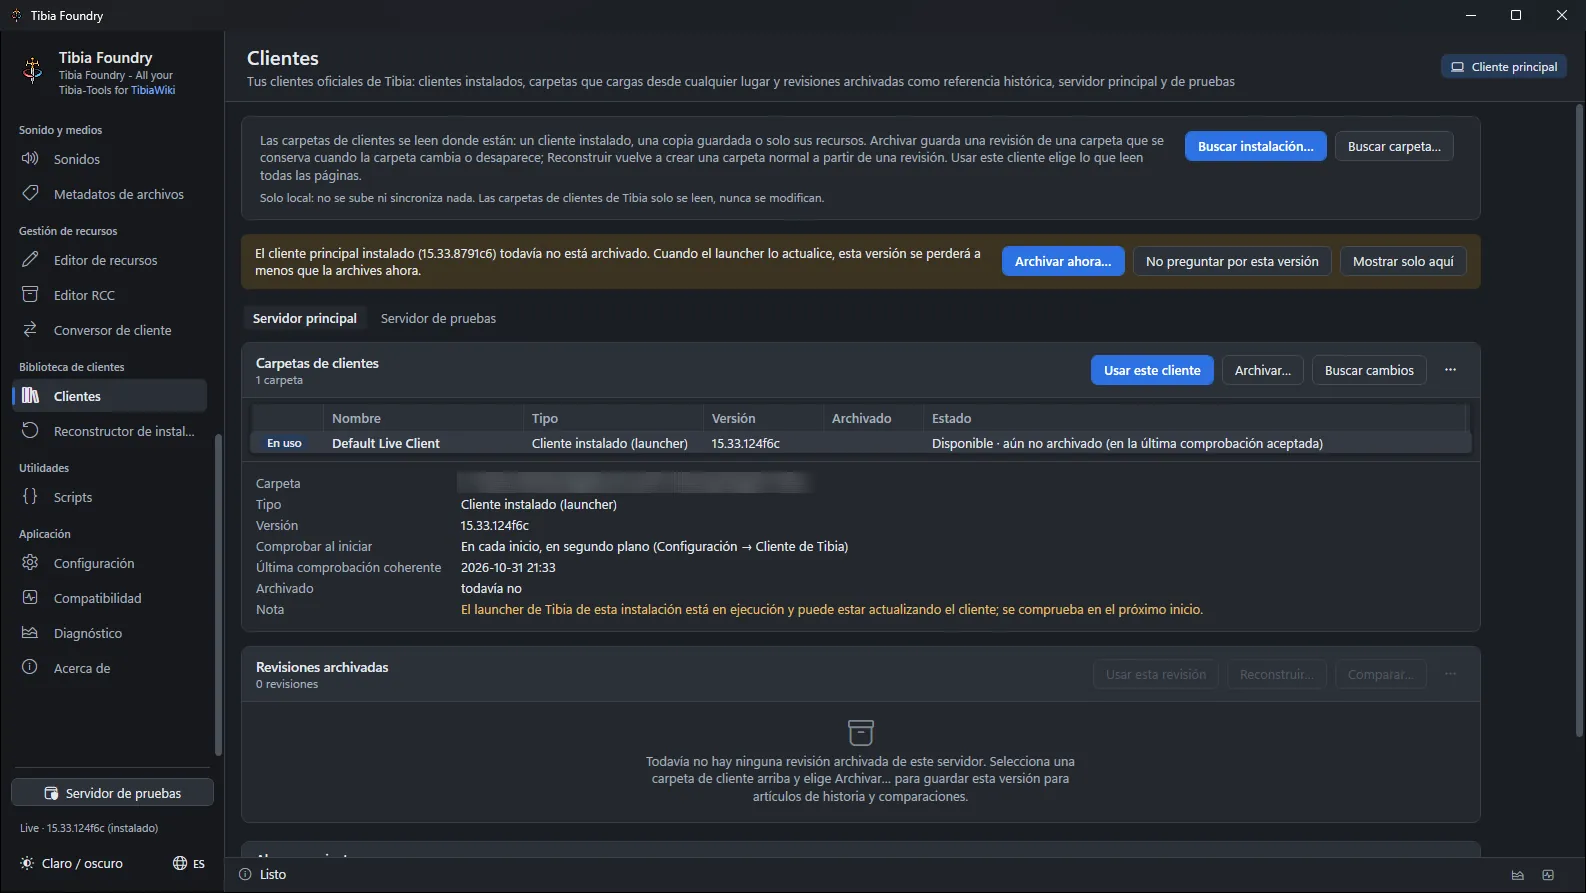 Tibia Foundry
Tibia Foundry
Tibia Foundry - All your
Tibia-Tools for TibiaWiki
Sonido y medios
Sonidos
Metadatos de archivos
Gestión de recursos
Editor de recursos
Editor RCC
Conversor de cliente
Biblioteca de clientes
Clientes
Reconstructor de instal...
Utilidades
Scripts
Aplicación
Configuración
Compatibilidad
Diagnóstico
Acerca de
Servidor de pruebas
Live · 15.33.124f6c (instalado)
Claro / oscuro
ES
Clientes
Tus clientes oficiales de Tibia: clientes instalados, carpetas que cargas desde cualquier lugar y revisiones archivadas como referencia histórica, servidor principal y de pruebas
Cliente principal
Las carpetas de clientes se leen donde están: un cliente instalado, una copia guardada o solo sus recursos. Archivar guarda una revisión de una carpeta que se
conserva cuando la carpeta cambia o desaparece; Reconstruir vuelve a crear una carpeta normal a partir de una revisión. Usar este cliente elige lo que leen
todas las páginas.
Solo local: no se sube ni sincroniza nada. Las carpetas de clientes de Tibia solo se leen, nunca se modifican.
Buscar instalación...
Buscar carpeta...
El cliente principal instalado (15.33.8791c6) todavía no está archivado. Cuando el launcher lo actualice, esta versión se perderá a
menos que la archives ahora.
Archivar ahora...
No preguntar por esta versión
Mostrar solo aquí
Servidor principal
Servidor de pruebas
Carpetas de clientes
1 carpeta
Usar este cliente
Archivar...
Buscar cambios
Nombre Tipo Versión Archivado Estado
En uso Default Live Client Cliente instalado (launcher) 15.33.124f6c Disponible · aún no archivado (en la última comprobación aceptada)
Carpeta
Tipo Cliente instalado (launcher)
Versión 15.33.124f6c
Comprobar al iniciar En cada inicio, en segundo plano (Configuración → Cliente de Tibia)
Última comprobación coherente 2026-10-31 21:33
Archivado todavía no
Nota El launcher de Tibia de esta instalación está en ejecución y puede estar actualizando el cliente; se comprueba en el próximo inicio.
Revisiones archivadas
0 revisiones
Usar esta revisión
Reconstruir...
Comparar...
Todavía no hay ninguna revisión archivada de este servidor. Selecciona una
carpeta de cliente arriba y elige Archivar... para guardar esta versión para
artículos de historia y comparaciones.
Listo